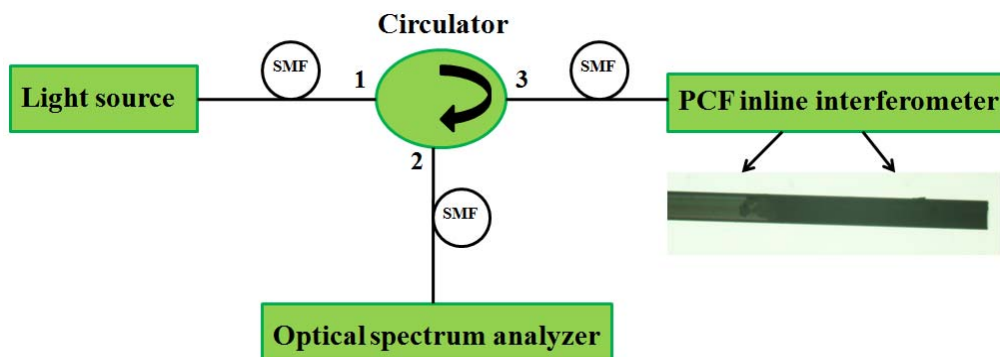 Circulator
Light source
SMF
1
3
SMF
PCF inline interferometer
2
SMF
Optical spectrum analyzer